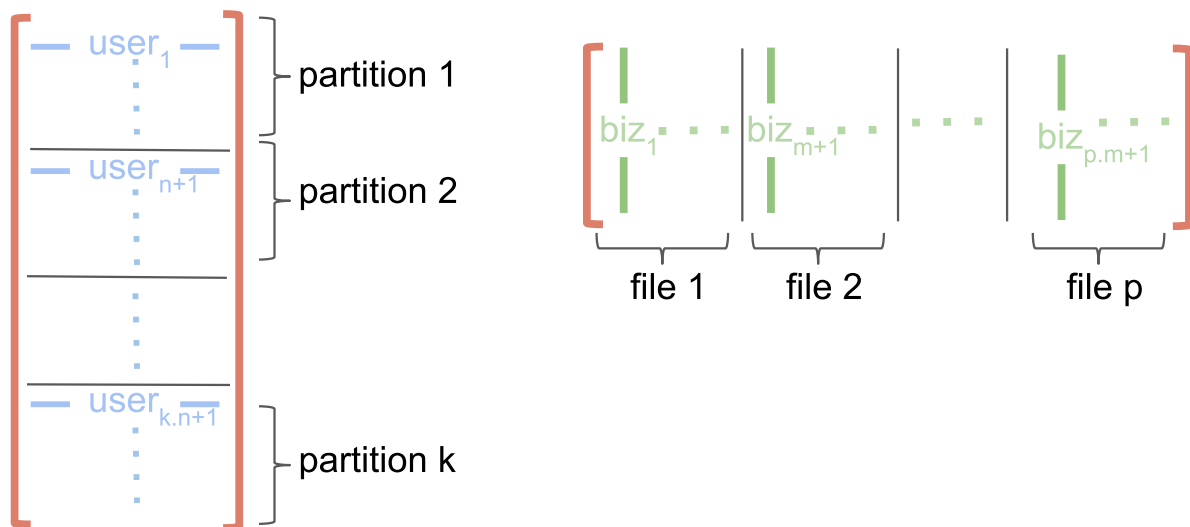 user1
partition 1
usern+1
partition 2
userk.n+1
partition k
biz1
bizm+1
bizp.m+1
file 1
file 2
file p